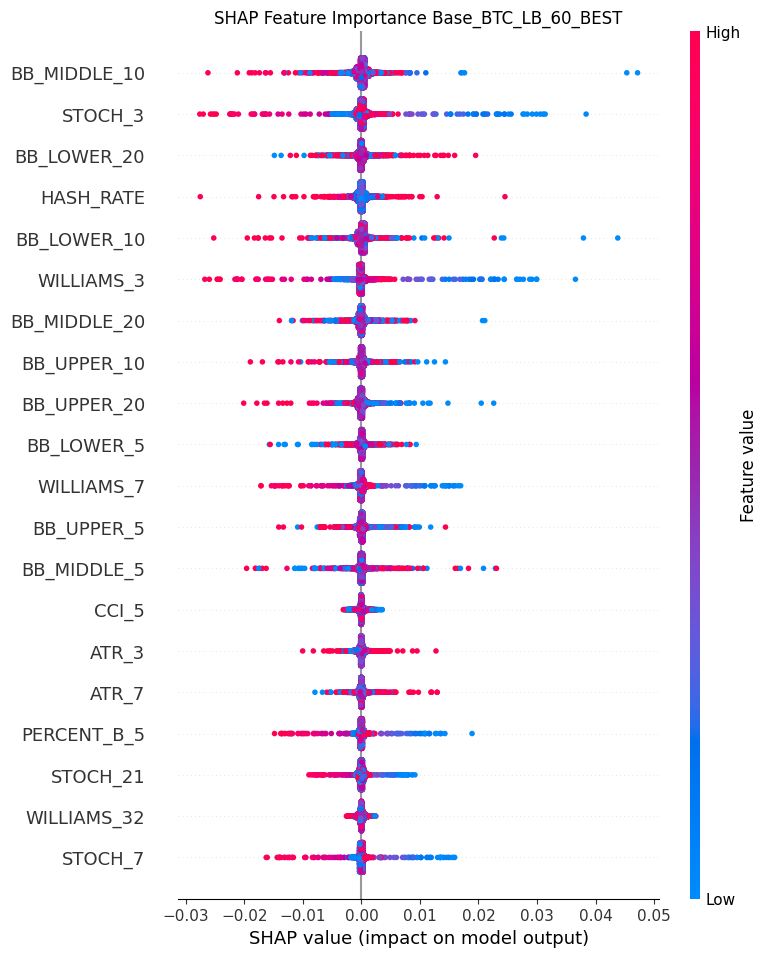 SHAP Feature Importance Base_BTC_LB_60_BEST
High
BB_MIDDLE_10
STOCH_3
BB_LOWER_20
HASH_RATE
BB_LOWER_10
WILLIAMS_3
BB_MIDDLE_20
BB_UPPER_10
BB_UPPER_20
BB_LOWER_5
WILLIAMS_7
BB_UPPER_5
BB_MIDDLE_5
CCI_5
ATR_3
ATR_7
PERCENT_B_5
STOCH_21
WILLIAMS_32
STOCH_7
Feature value
Low
−0.03 −0.02 −0.01 0.00 0.01 0.02 0.03 0.04 0.05
SHAP value (impact on model output)